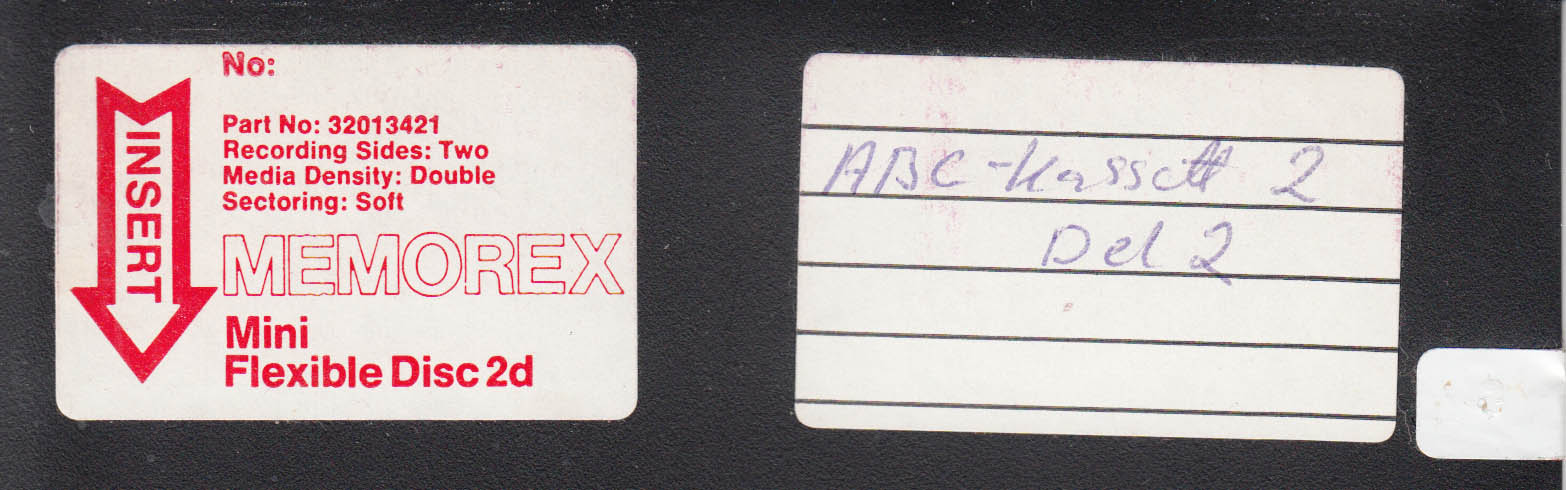 No:
Part No: 32013421
Recording Sides: Two
Media Density: Double
Sectoring: Soft
INSERT
MEMOREX
Mini
Flexible Disc 2d
ABC-kassett 2
Del 2